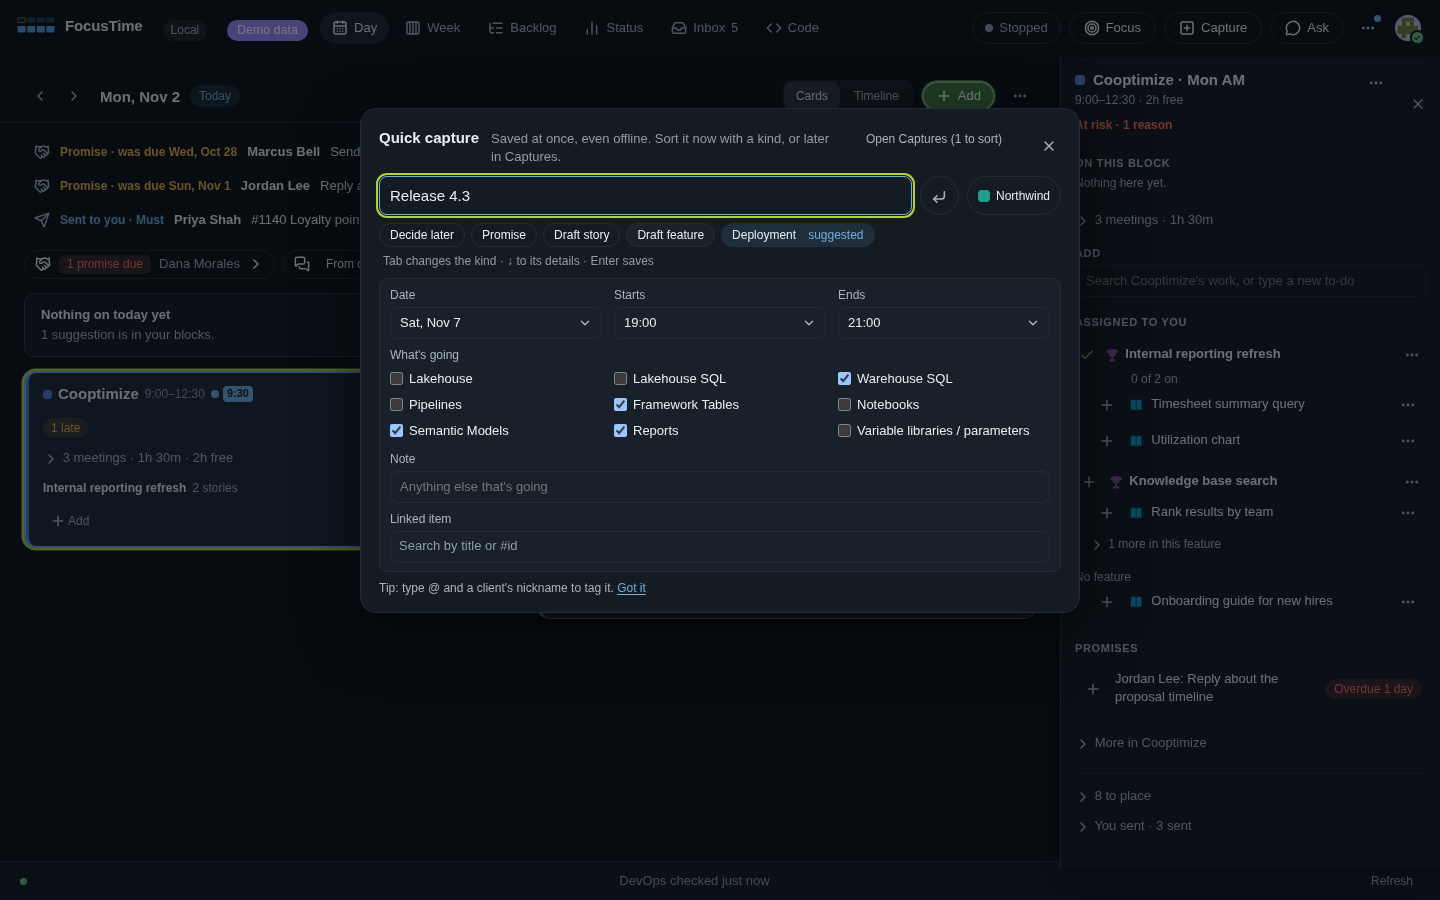 FocusTime
Local
Demo data
Day
Week
Backlog
Status
Inbox 5
Code
Stopped
Focus
Capture
Ask
Mon, Nov 2
Today
Cards
Timeline
Add
Promise · was due Wed, Oct 28 Marcus Bell Send
Promise · was due Sun, Nov 1 Jordan Lee Reply a
Sent to you · Must Priya Shah #1140 Loyalty poin
1 promise due Dana Morales
From c
Nothing on today yet
1 suggestion is in your blocks.
Cooptimize 9:00–12:30 9:30
1 late
3 meetings · 1h 30m · 2h free
Internal reporting refresh 2 stories
Add
Quick capture
Saved at once, even offline. Sort it now with a kind, or later
in Captures.
Open Captures (1 to sort)
Release 4.3
Northwind
Decide later
Promise
Draft story
Draft feature
Deployment suggested
Tab changes the kind · ↓ to its details · Enter saves
Date
Starts
Ends
Sat, Nov 7
19:00
21:00
What's going
Lakehouse
Lakehouse SQL
Warehouse SQL
Pipelines
Framework Tables
Notebooks
Semantic Models
Reports
Variable libraries / parameters
Note
Anything else that's going
Linked item
Search by title or #id
Tip: type @ and a client's nickname to tag it. Got it
Cooptimize · Mon AM
9:00–12:30 · 2h free
At risk · 1 reason
ON THIS BLOCK
Nothing here yet.
3 meetings · 1h 30m
ADD
Search Cooptimize's work, or type a new to-do
ASSIGNED TO YOU
Internal reporting refresh
0 of 2 on
Timesheet summary query
Utilization chart
Knowledge base search
Rank results by team
1 more in this feature
No feature
Onboarding guide for new hires
PROMISES
Jordan Lee: Reply about the
proposal timeline
Overdue 1 day
More in Cooptimize
8 to place
You sent · 3 sent
DevOps checked just now
Refresh